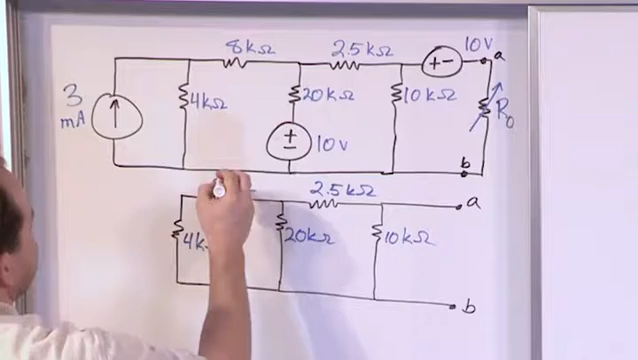 8kΩ 2.5kΩ 10V
+ − a
3 mA 4kΩ 20kΩ 10kΩ R₀
+
− 10V
b
2.5kΩ
a
20kΩ 10kΩ
b